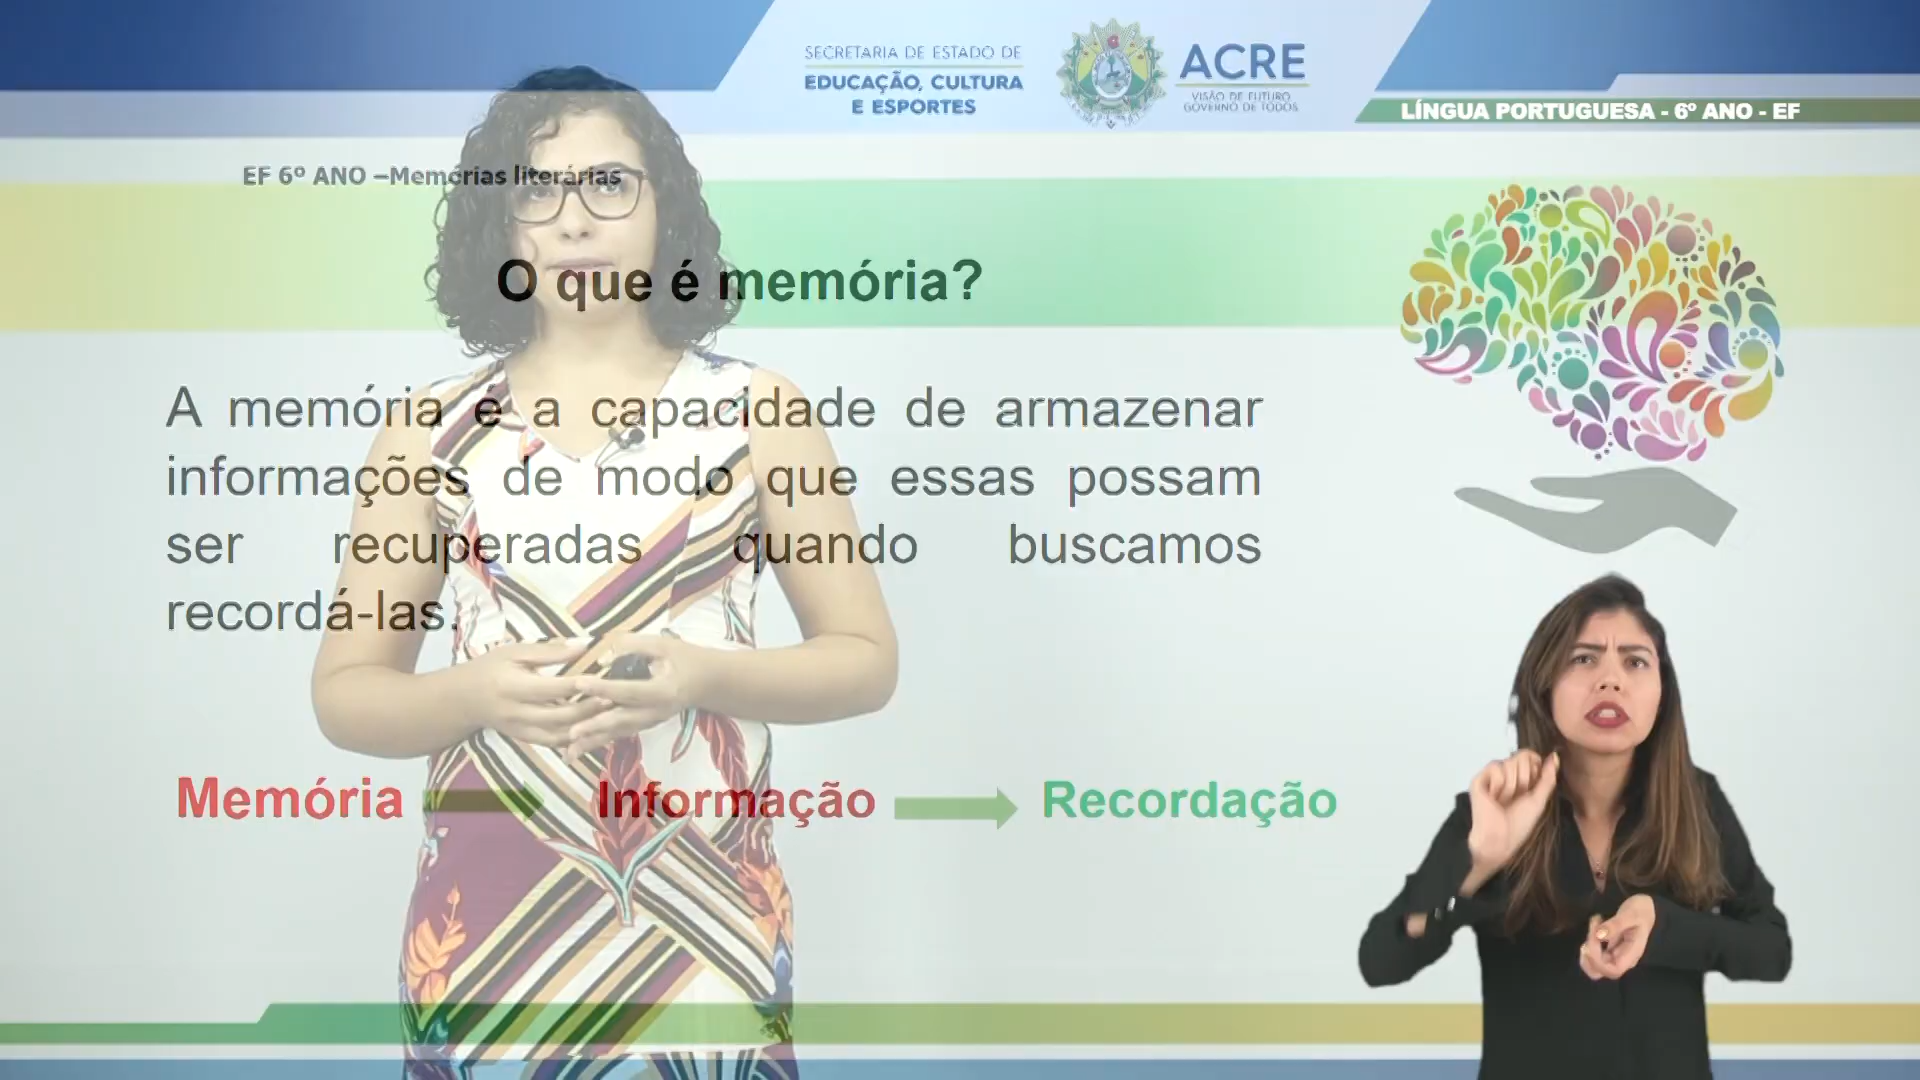 SECRETARIA DE ESTADO DE
EDUCAÇÃO, CULTURA
E ESPORTES
ACRE
VISÃO DE FUTURO
GOVERNO DE TODOS
LÍNGUA PORTUGUESA - 6º ANO - EF
EF 6º ANO –Memórias literárias
O que é memória?
A memória é a capacidade de armazenar
informações de modo que essas possam
ser recuperadas quando buscamos
recordá-las.
Memória Informação Recordação